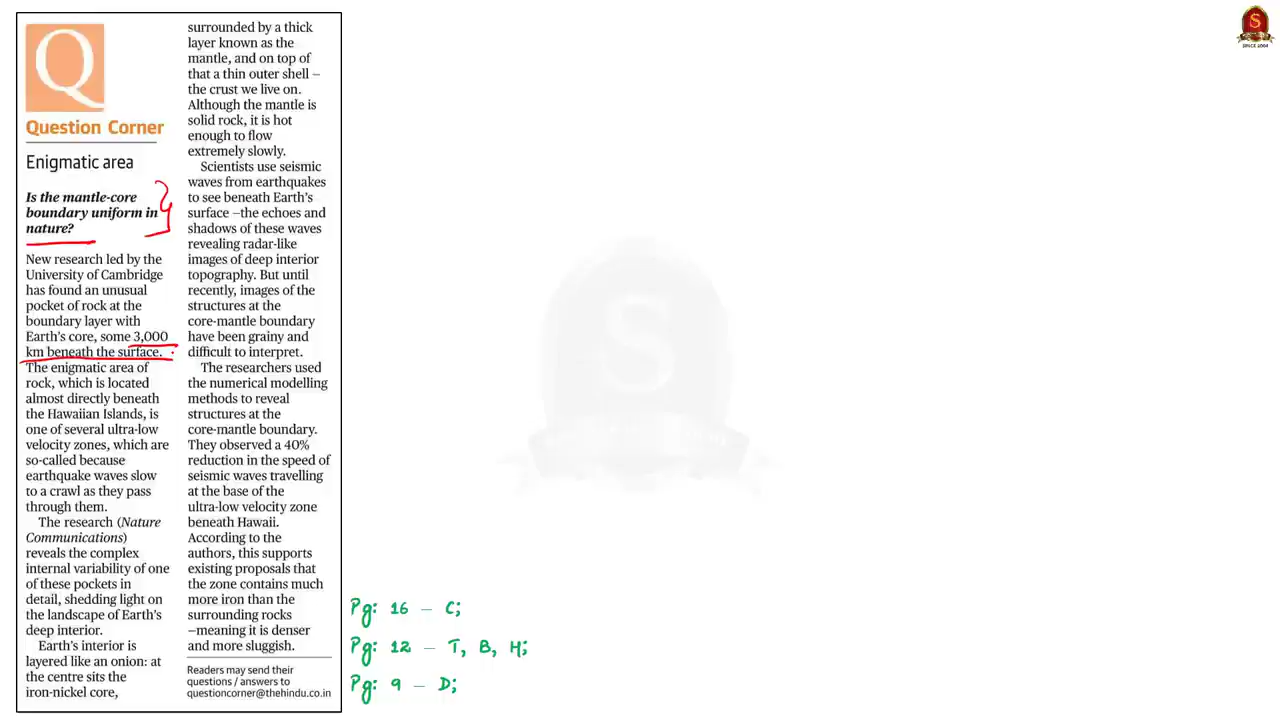 Q
Question Corner
Enigmatic area
Is the mantle-core
boundary uniform in
nature?
New research led by the
University of Cambridge
has found an unusual
pocket of rock at the
boundary layer with
Earth's core, some 3,000
km beneath the surface.
The enigmatic area of
rock, which is located
almost directly beneath
the Hawaiian Islands, is
one of several ultra-low
velocity zones, which are
so-called because
earthquake waves slow
to a crawl as they pass
through them.
The research (Nature
Communications)
reveals the complex
internal variability of one
of these pockets in
detail, shedding light on
the landscape of Earth's
deep interior.
Earth's interior is
layered like an onion: at
the centre sits the
iron-nickel core,
surrounded by a thick
layer known as the
mantle, and on top of
that a thin outer shell —
the crust we live on.
Although the mantle is
solid rock, it is hot
enough to flow
extremely slowly.
Scientists use seismic
waves from earthquakes
to see beneath Earth's
surface —the echoes and
shadows of these waves
revealing radar-like
images of deep interior
topography. But until
recently, images of the
structures at the
core-mantle boundary
have been grainy and
difficult to interpret.
The researchers used
the numerical modelling
methods to reveal
structures at the
core-mantle boundary.
They observed a 40%
reduction in the speed of
seismic waves travelling
at the base of the
ultra-low velocity zone
beneath Hawaii.
According to the
authors, this supports
existing proposals that
the zone contains much
more iron than the
surrounding rocks
—meaning it is denser
and more sluggish.
Readers may send their
questions / answers to
questioncorner@thehindu.co.in
Pg: 16 – C;
Pg: 12 – T, B, H;
Pg: 9 – D;
S
SINCE 2004
S